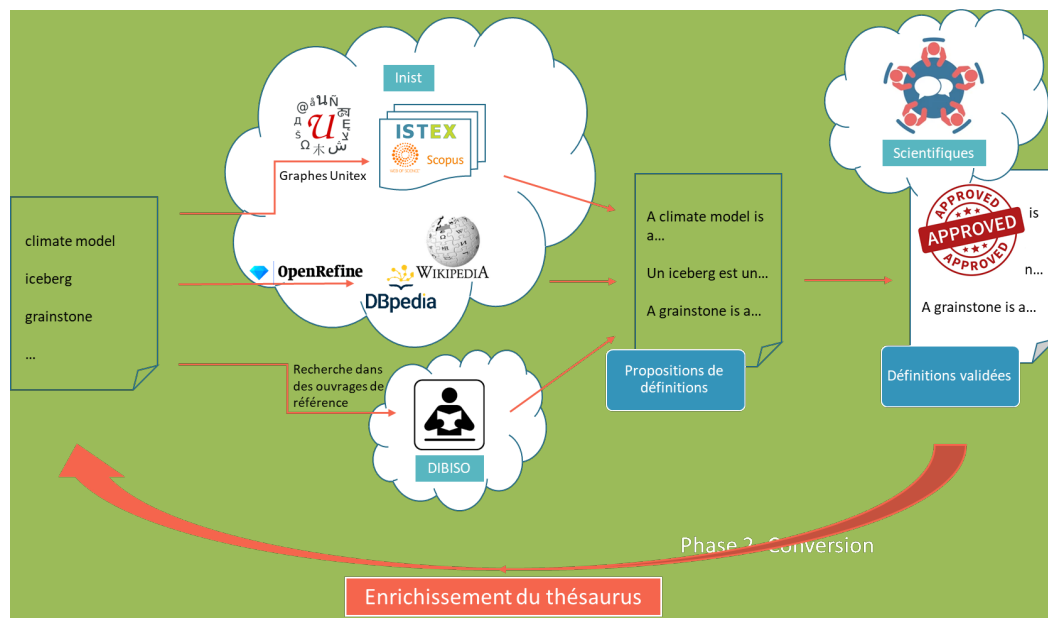 Inist
ISTEX
Scopus
Graphes Unitex
climate model
iceberg
grainstone
...
OpenRefine
WIKIPEDIA
DBpedia
Recherche dans
des ouvrages de
référence
DIBISO
A climate model is
a...
Un iceberg est un...
A grainstone is a...
Propositions de
définitions
Scientifiques
APPROVED
APPROVED
APPROVED
is
n...
A grainstone is a...
Définitions validées
Phase 2 Conversion
Enrichissement du thésaurus